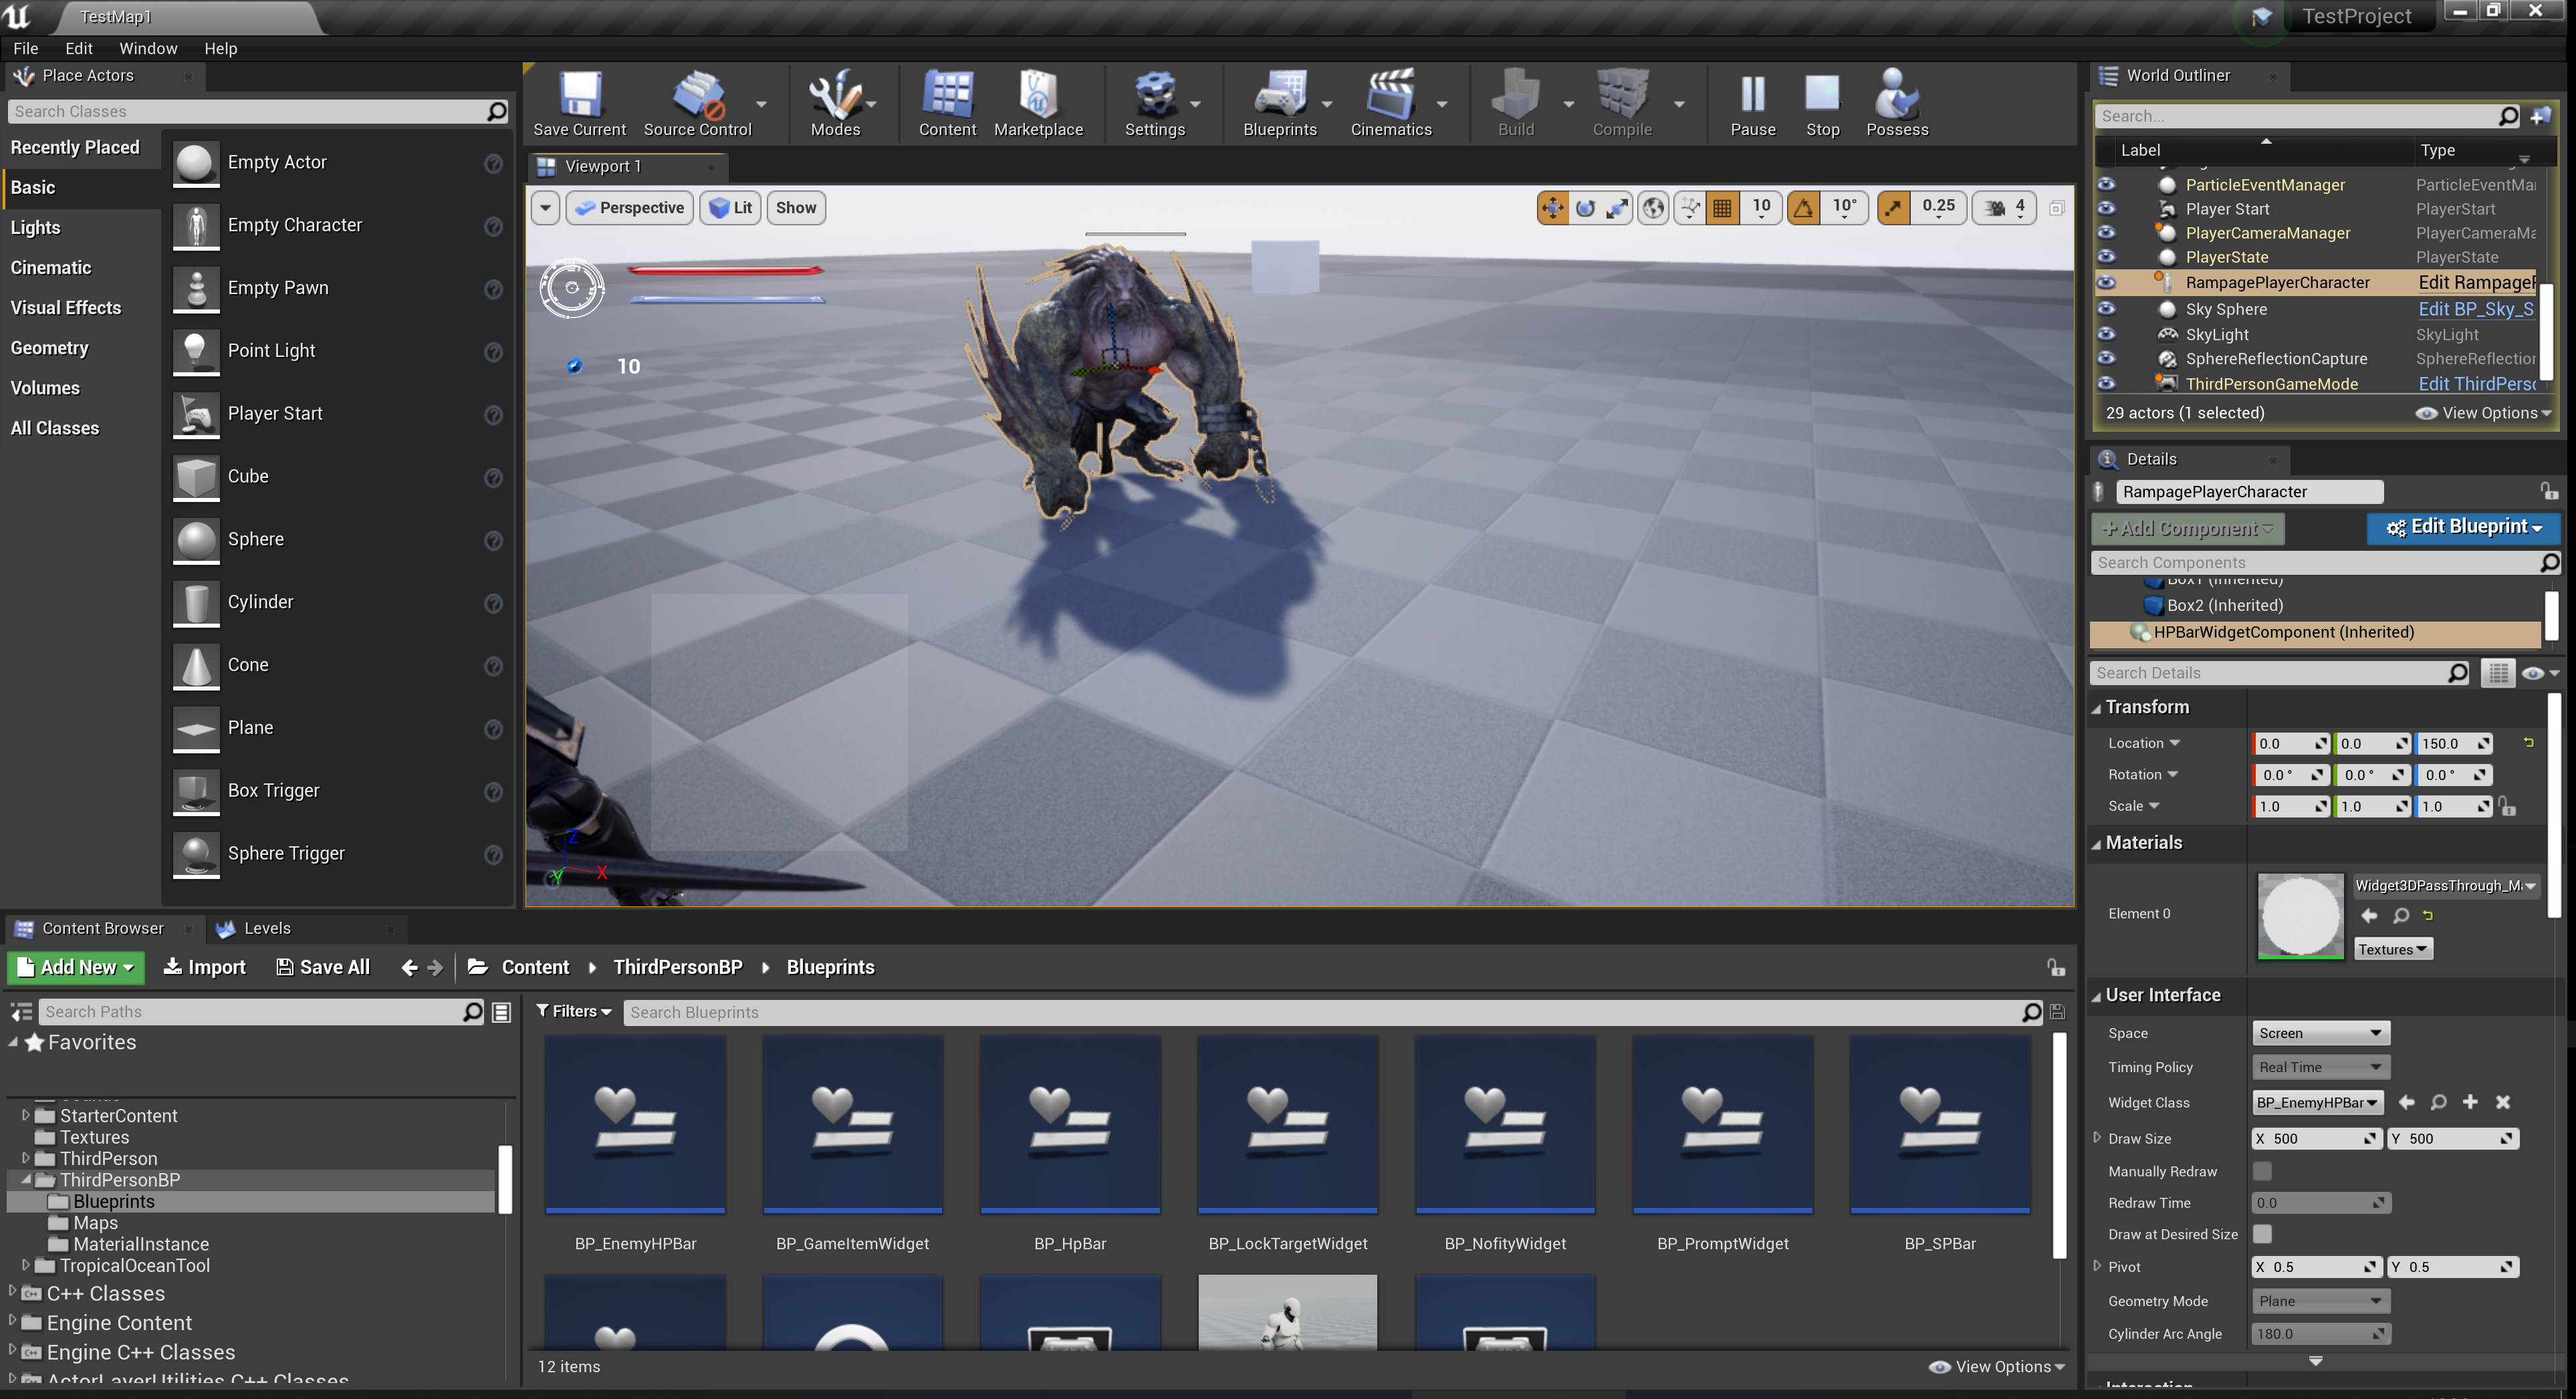 TestMap1
TestProject
File Edit Window Help
Place Actors
Search Classes
Recently Placed
Basic
Lights
Cinematic
Visual Effects
Geometry
Volumes
All Classes
Empty Actor
Empty Character
Empty Pawn
Point Light
Player Start
Cube
Sphere
Cylinder
Cone
Plane
Box Trigger
Sphere Trigger
Save Current Source Control Modes Content Marketplace Settings Blueprints Cinematics Build Compile Pause Stop Possess
Viewport 1
Perspective Lit Show 10 10° 0.25 4
10
Z
Y X
World Outliner
Search...
Label Type
ParticleEventManager ParticleEventMa
Player Start PlayerStart
PlayerCameraManager PlayerCameraMa
PlayerState PlayerState
RampagePlayerCharacter Edit Rampage
Sky Sphere Edit BP_Sky_S
SkyLight SkyLight
SphereReflectionCapture SphereReflection
ThirdPersonGameMode Edit ThirdPers
29 actors (1 selected) View Options
Details
RampagePlayerCharacter
+ Add Component Edit Blueprint
Search Components
Box1 (Inherited)
Box2 (Inherited)
HPBarWidgetComponent (Inherited)
Search Details
Transform
Location 0.0 0.0 150.0
Rotation 0.0 ° 0.0 ° 0.0 °
Scale 1.0 1.0 1.0
Materials
Element 0
Widget3DPassThrough_M
Textures
User Interface
Space Screen
Timing Policy Real Time
Widget Class BP_EnemyHPBar
Draw Size X 500 Y 500
Manually Redraw
Redraw Time 0.0
Draw at Desired Size
Pivot X 0.5 Y 0.5
Geometry Mode Plane
Cylinder Arc Angle 180.0
Interaction
Content Browser Levels
Add New Import Save All Content ThirdPersonBP Blueprints
Search Paths
Filters Search Blueprints
Favorites
StarterContent
Textures
ThirdPerson
ThirdPersonBP
Blueprints
Maps
MaterialInstance
TropicalOceanTool
C++ Classes
Engine Content
Engine C++ Classes
ActorLayerUtilities C++ Classes
BP_EnemyHPBar BP_GameItemWidget BP_HpBar BP_LockTargetWidget BP_NofityWidget BP_PromptWidget BP_SPBar
12 items View Options